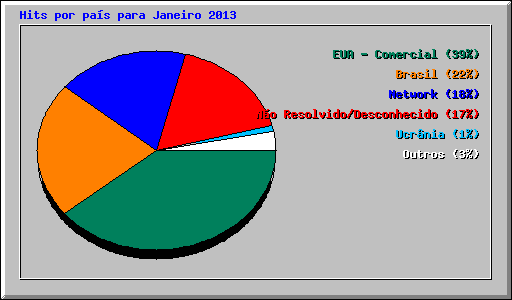 Hits por país para Janeiro 2013
EUA - Comercial (39%)
Brasil (22%)
Network (18%)
Não Resolvido/Desconhecido (17%)
Ucrânia (1%)
Outros (3%)